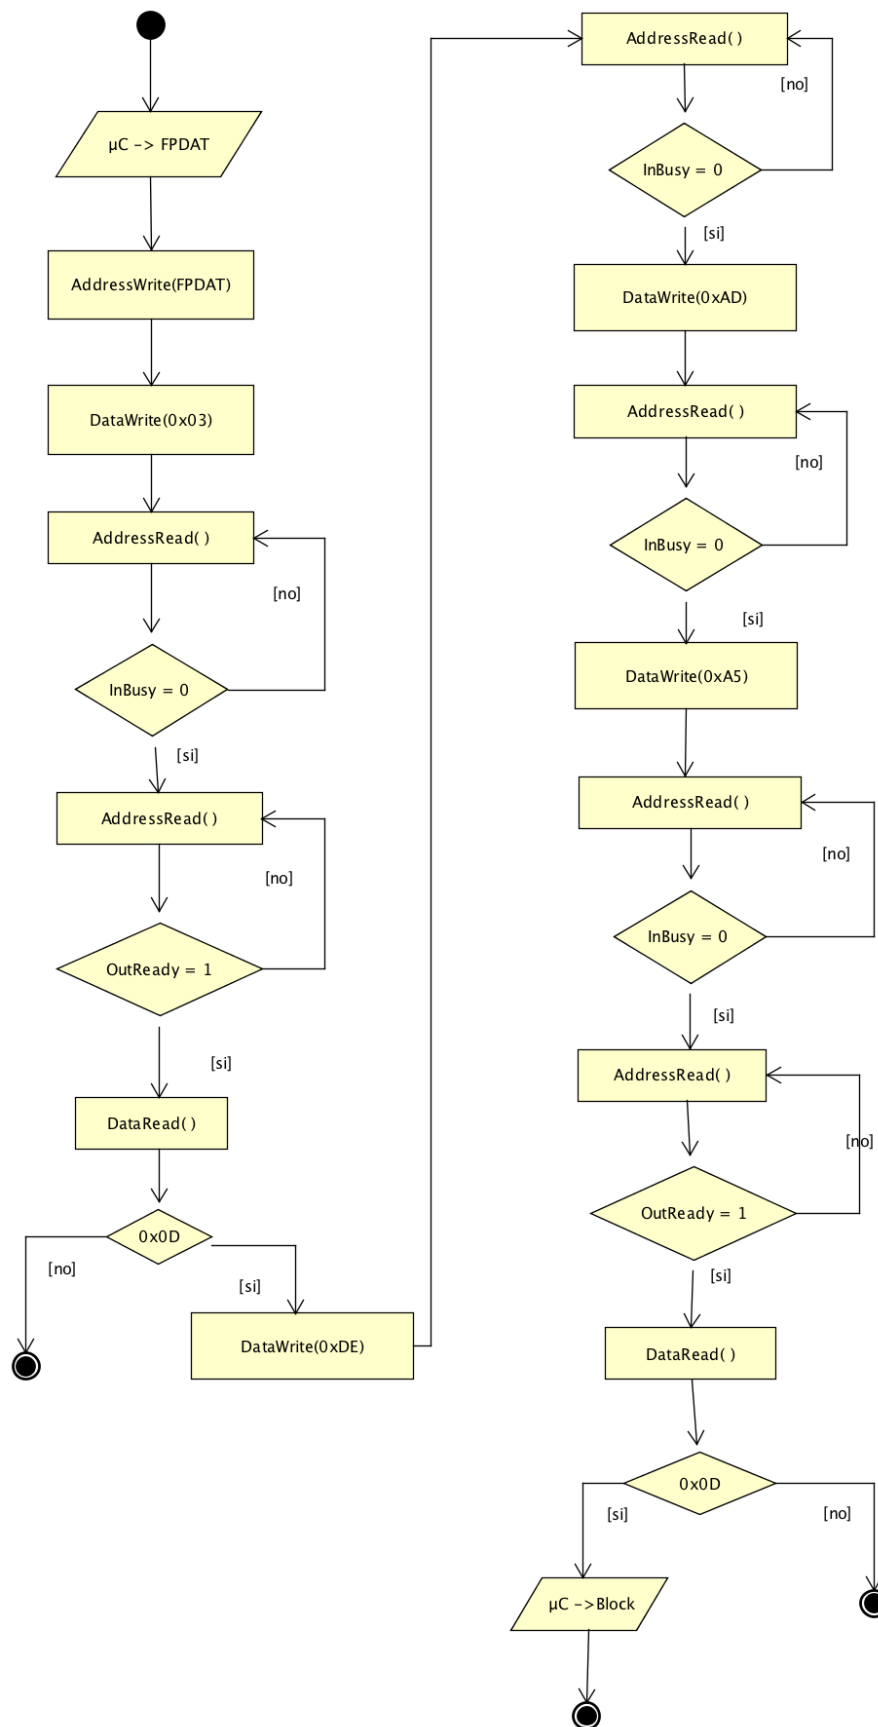 µC -> FPDAT
AddressWrite(FPDAT)
DataWrite(0x03)
AddressRead( )
[no]
InBusy = 0
[si]
AddressRead( )
[no]
OutReady = 1
[si]
DataRead( )
0x0D
[no]
[si]
DataWrite(0xDE)
AddressRead( )
[no]
InBusy = 0
[si]
DataWrite(0xAD)
AddressRead( )
[no]
InBusy = 0
[si]
DataWrite(0xA5)
AddressRead( )
[no]
InBusy = 0
[si]
AddressRead( )
[no]
OutReady = 1
[si]
DataRead( )
0x0D
[si]
[no]
µC ->Block